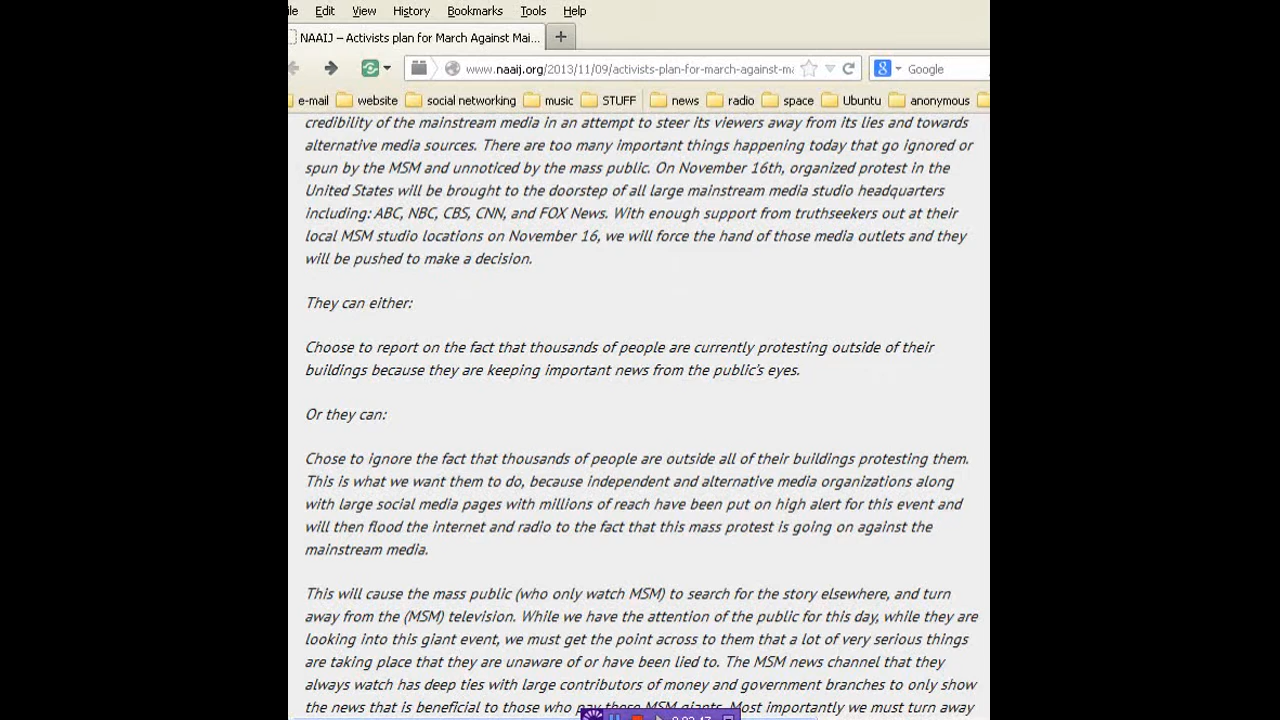 ile Edit View History Bookmarks Tools Help
NAAIJ – Activists plan for March Against Mai...
www.naaij.org/2013/11/09/activists-plan-for-march-against-ma
Google
e-mail website social networking music STUFF news radio space Ubuntu anonymous
credibility of the mainstream media in an attempt to steer its viewers away from its lies and towards
alternative media sources. There are too many important things happening today that go ignored or
spun by the MSM and unnoticed by the mass public. On November 16th, organized protest in the
United States will be brought to the doorstep of all large mainstream media studio headquarters
including: ABC, NBC, CBS, CNN, and FOX News. With enough support from truthseekers out at their
local MSM studio locations on November 16, we will force the hand of those media outlets and they
will be pushed to make a decision.
They can either:
Choose to report on the fact that thousands of people are currently protesting outside of their
buildings because they are keeping important news from the public's eyes.
Or they can:
Chose to ignore the fact that thousands of people are outside all of their buildings protesting them.
This is what we want them to do, because independent and alternative media organizations along
with large social media pages with millions of reach have been put on high alert for this event and
will then flood the internet and radio to the fact that this mass protest is going on against the
mainstream media.
This will cause the mass public (who only watch MSM) to search for the story elsewhere, and turn
away from the (MSM) television. While we have the attention of the public for this day, while they are
looking into this giant event, we must get the point across to them that a lot of very serious things
are taking place that they are unaware of or have been lied to. The MSM news channel that they
always watch has deep ties with large contributors of money and government branches to only show
the news that is beneficial to those who pay these MSM giants. Most importantly we must turn away